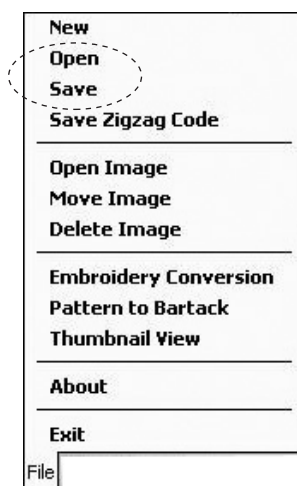 New
Open
Save
Save Zigzag Code
Open Image
Move Image
Delete Image
Embroidery Conversion
Pattern to Bartack
Thumbnail View
About
Exit
File